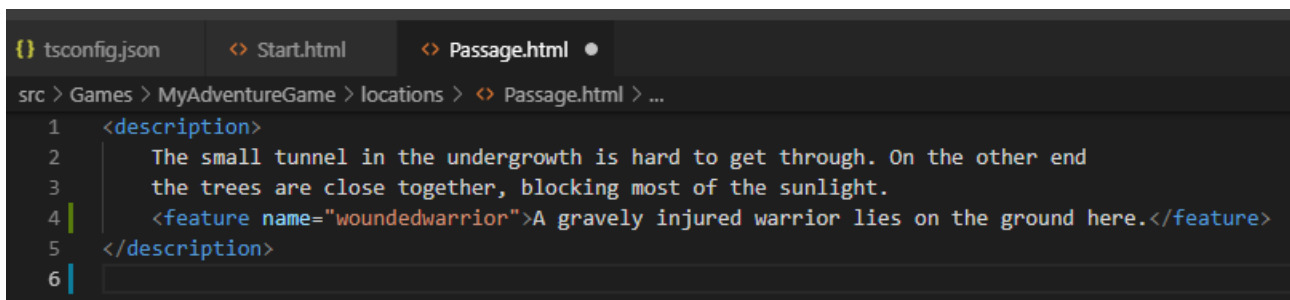 {} tsconfig.json <> Start.html <> Passage.html ●
src > Games > MyAdventureGame > locations > <> Passage.html > ...
1 <description>
2     The small tunnel in the undergrowth is hard to get through. On the other end
3     the trees are close together, blocking most of the sunlight.
4     <feature name="woundedwarrior">A gravely injured warrior lies on the ground here.</feature>
5 </description>
6